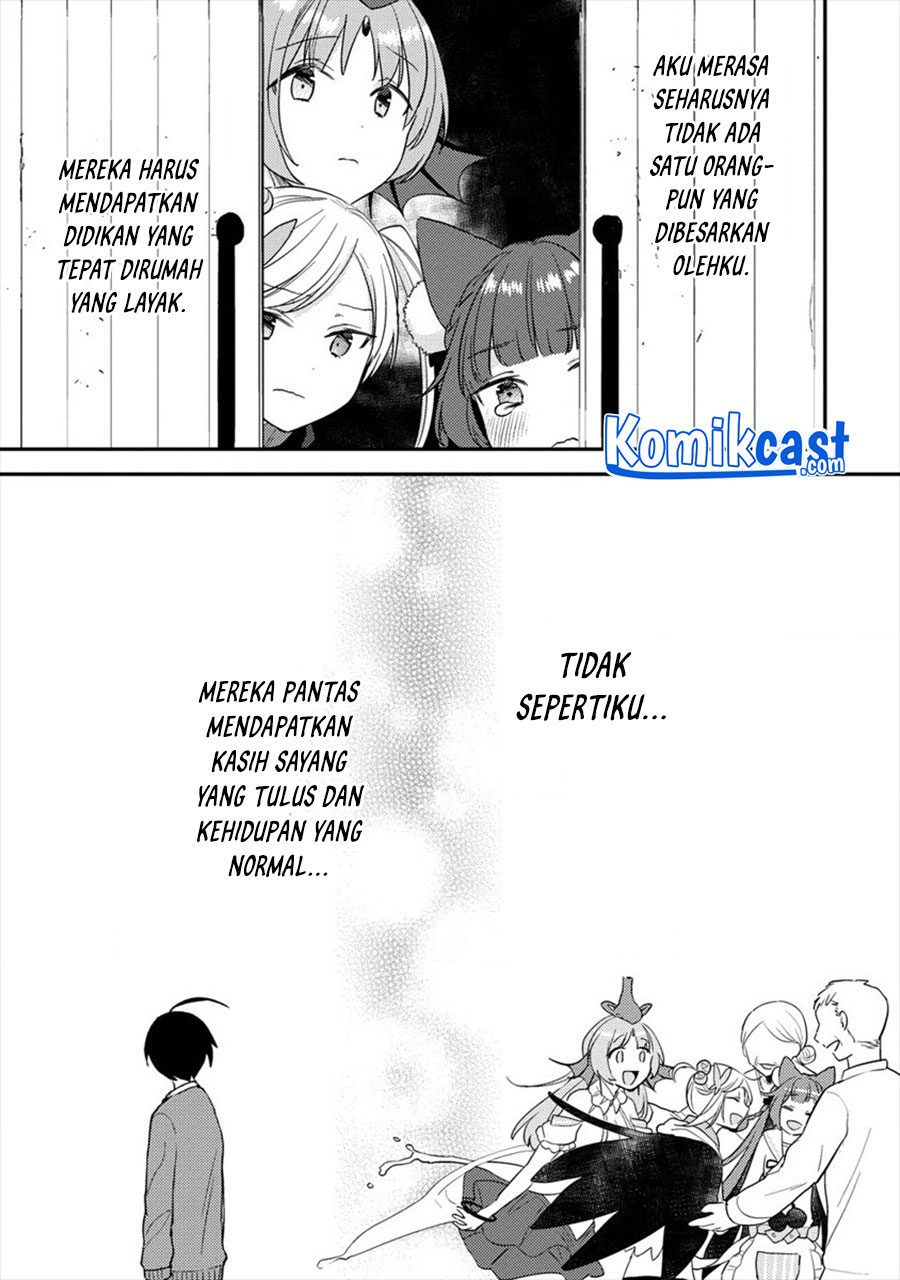 AKU MERASA
SEHARUSNYA
TIDAK ADA
SATU ORANG-
PUN YANG
DIBESARKAN
OLEHKU.
MEREKA HARUS
MENDAPATKAN
DIDIKAN YANG
TEPAT DIRUMAH
YANG LAYAK.
Komikcast
.com
TIDAK
SEPERTIKU...
MEREKA PANTAS
MENDAPATKAN
KASIH SAYANG
YANG TULUS DAN
KEHIDUPAN YANG
NORMAL...